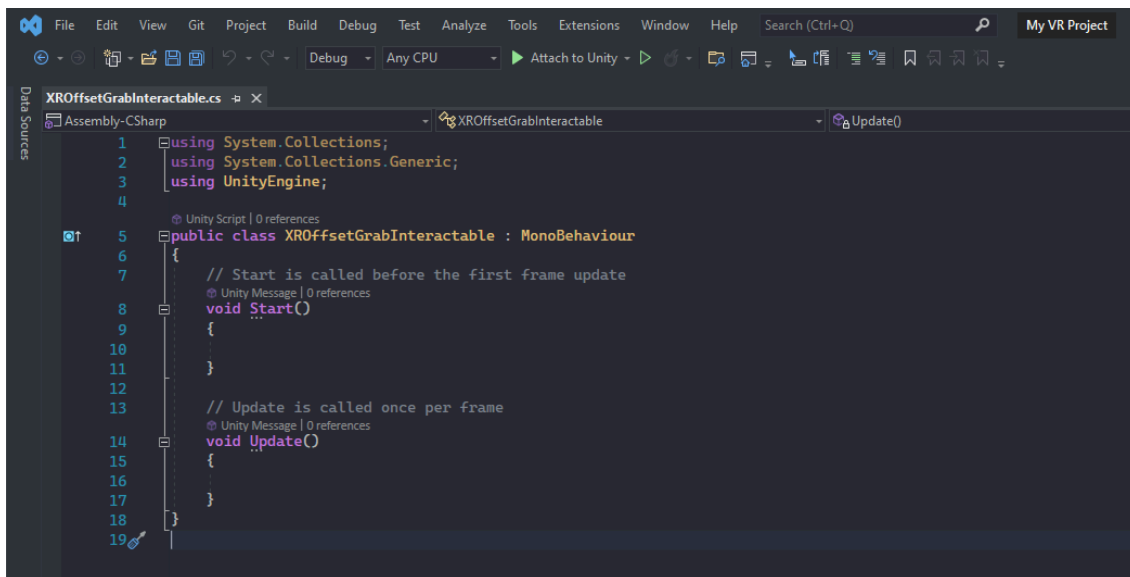 File Edit View Git Project Build Debug Test Analyze Tools Extensions Window Help Search (Ctrl+Q) My VR Project
Debug Any CPU Attach to Unity
Data Sources
XROffsetGrabInteractable.cs
Assembly-CSharp XROffsetGrabInteractable Update()
1 using System.Collections;
2 using System.Collections.Generic;
3 using UnityEngine;
4
Unity Script | 0 references
5 public class XROffsetGrabInteractable : MonoBehaviour
6 {
7 // Start is called before the first frame update
Unity Message | 0 references
8 void Start()
9 {
10
11 }
12
13 // Update is called once per frame
Unity Message | 0 references
14 void Update()
15 {
16
17 }
18 }
19